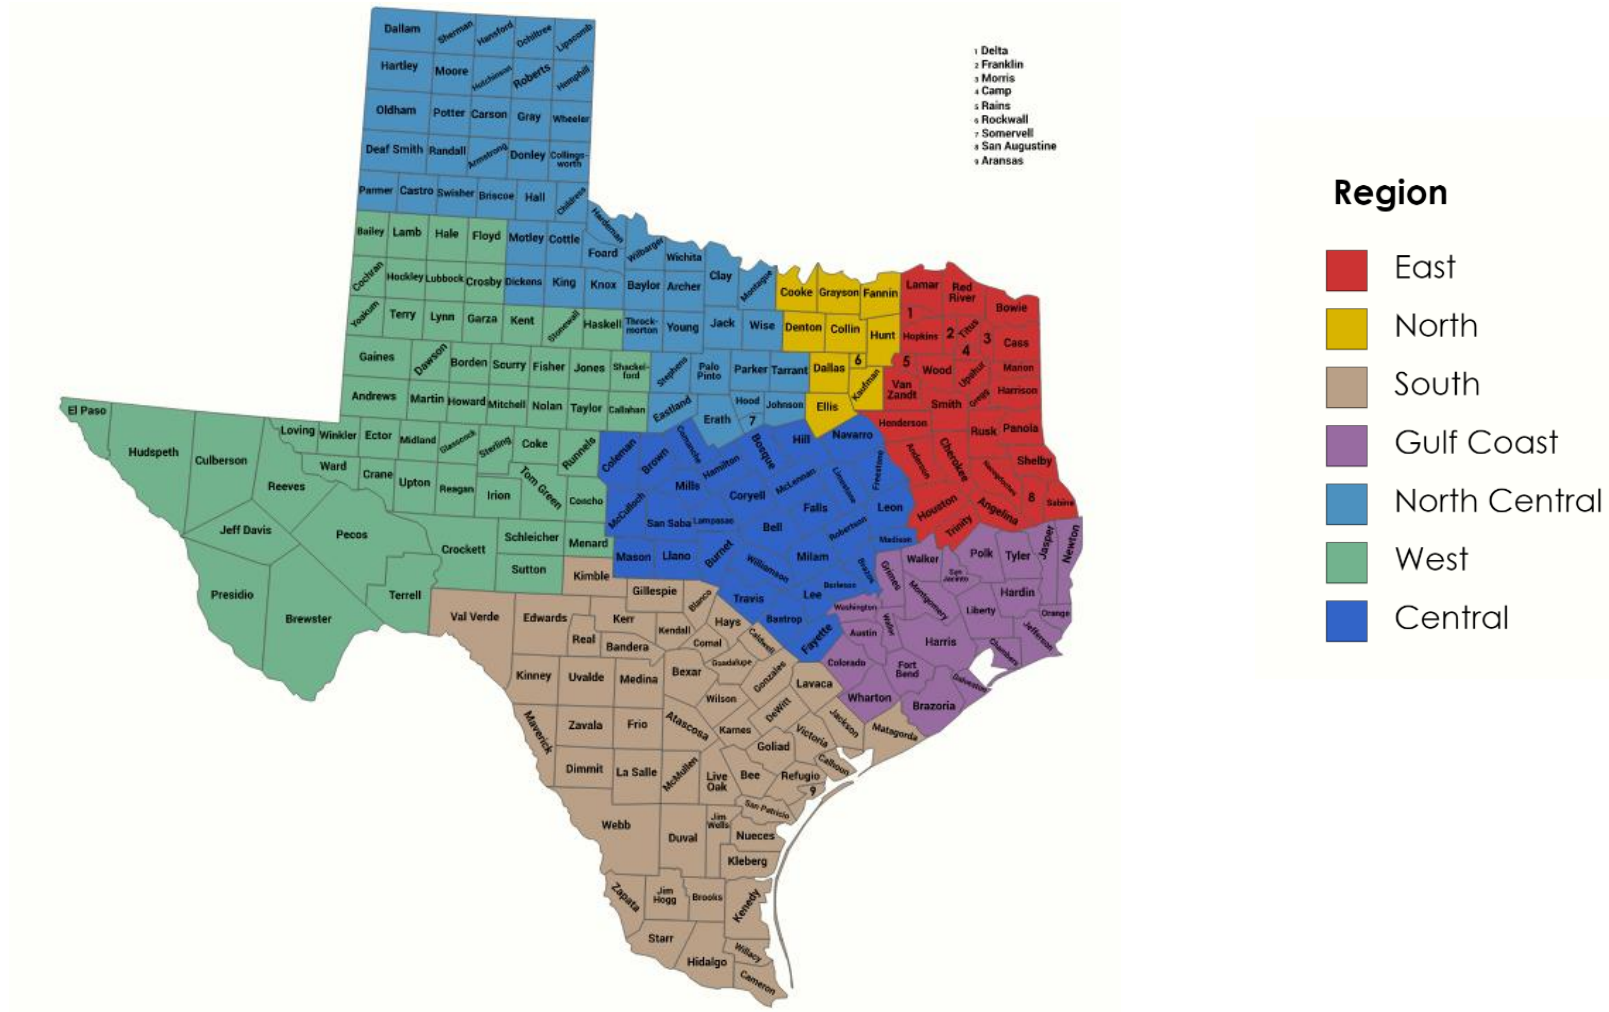 Dallam Sherman Hansford Ochiltree Lipscomb
Hartley Moore Hutchinson Roberts Hemphill
Oldham Potter Carson Gray Wheeler
Deaf Smith Randall Armstrong Donley Collings-
worth
Parmer Castro Swisher Briscoe Hall Childress
Hardeman
Bailey Lamb Hale Floyd Motley Cottle Foard Wilbarger Wichita
Cochran Hockley Lubbock Crosby Dickens King Knox Baylor Archer Clay Montague Cooke Grayson Fannin Lamar Red
River Bowie
Yoakum Terry Lynn Garza Kent Stonewall Haskell Throck-
morton Young Jack Wise Denton Collin Hunt 1 Hopkins 2 Titus 3 Cass
4
Gaines Dawson Borden Scurry Fisher Jones Shackel-
ford Stephens Palo
Pinto Parker Tarrant Dallas 6 Kaufman 5 Wood Upshur Marion
Van
Zandt Gregg Harrison
Andrews Martin Howard Mitchell Nolan Taylor Callahan Eastland Erath Hood 7 Johnson Ellis Smith
El Paso Hudspeth Culberson Loving Winkler Ector Midland Glasscock Sterling Coke Runnels Coleman Brown Comanche Hamilton Bosque Hill Navarro Henderson Rusk Panola
Reeves Ward Crane Upton Reagan Irion Tom Green Concho McCulloch Mills Coryell McLennan Limestone Freestone Anderson Cherokee Nacogdoches Shelby
Jeff Davis Pecos Crockett Schleicher Menard San Saba Lampasas Bell Falls Robertson Leon Houston Trinity Angelina 8 Sabine
Presidio Brewster Terrell Sutton Kimble Mason Llano Burnet Williamson Milam Brazos Madison Walker San
Jacinto Polk Tyler Jasper Newton
Val Verde Edwards Gillespie Blanco Travis Lee Burleson Grimes Montgomery Liberty Hardin Orange
Kerr Real Bandera Kendall Hays Comal Caldwell Bastrop Fayette Washington Austin Waller Harris Chambers Jefferson
Kinney Uvalde Medina Bexar Guadalupe Gonzales Lavaca Colorado Fort
Bend Galveston
Wilson DeWitt Wharton Brazoria
Maverick Zavala Frio Atascosa Karnes Goliad Victoria Jackson Matagorda
Dimmit La Salle McMullen Live
Oak Bee Refugio Calhoun
9
Webb Duval Jim
Wells San Patricio Nueces
Kleberg
Zapata Jim
Hogg Brooks Kenedy
Starr Hidalgo Willacy
Cameron
1 Delta
2 Franklin
3 Morris
4 Camp
5 Rains
6 Rockwall
7 Somervell
8 San Augustine
9 Aransas
Region
East
North
South
Gulf Coast
North Central
West
Central